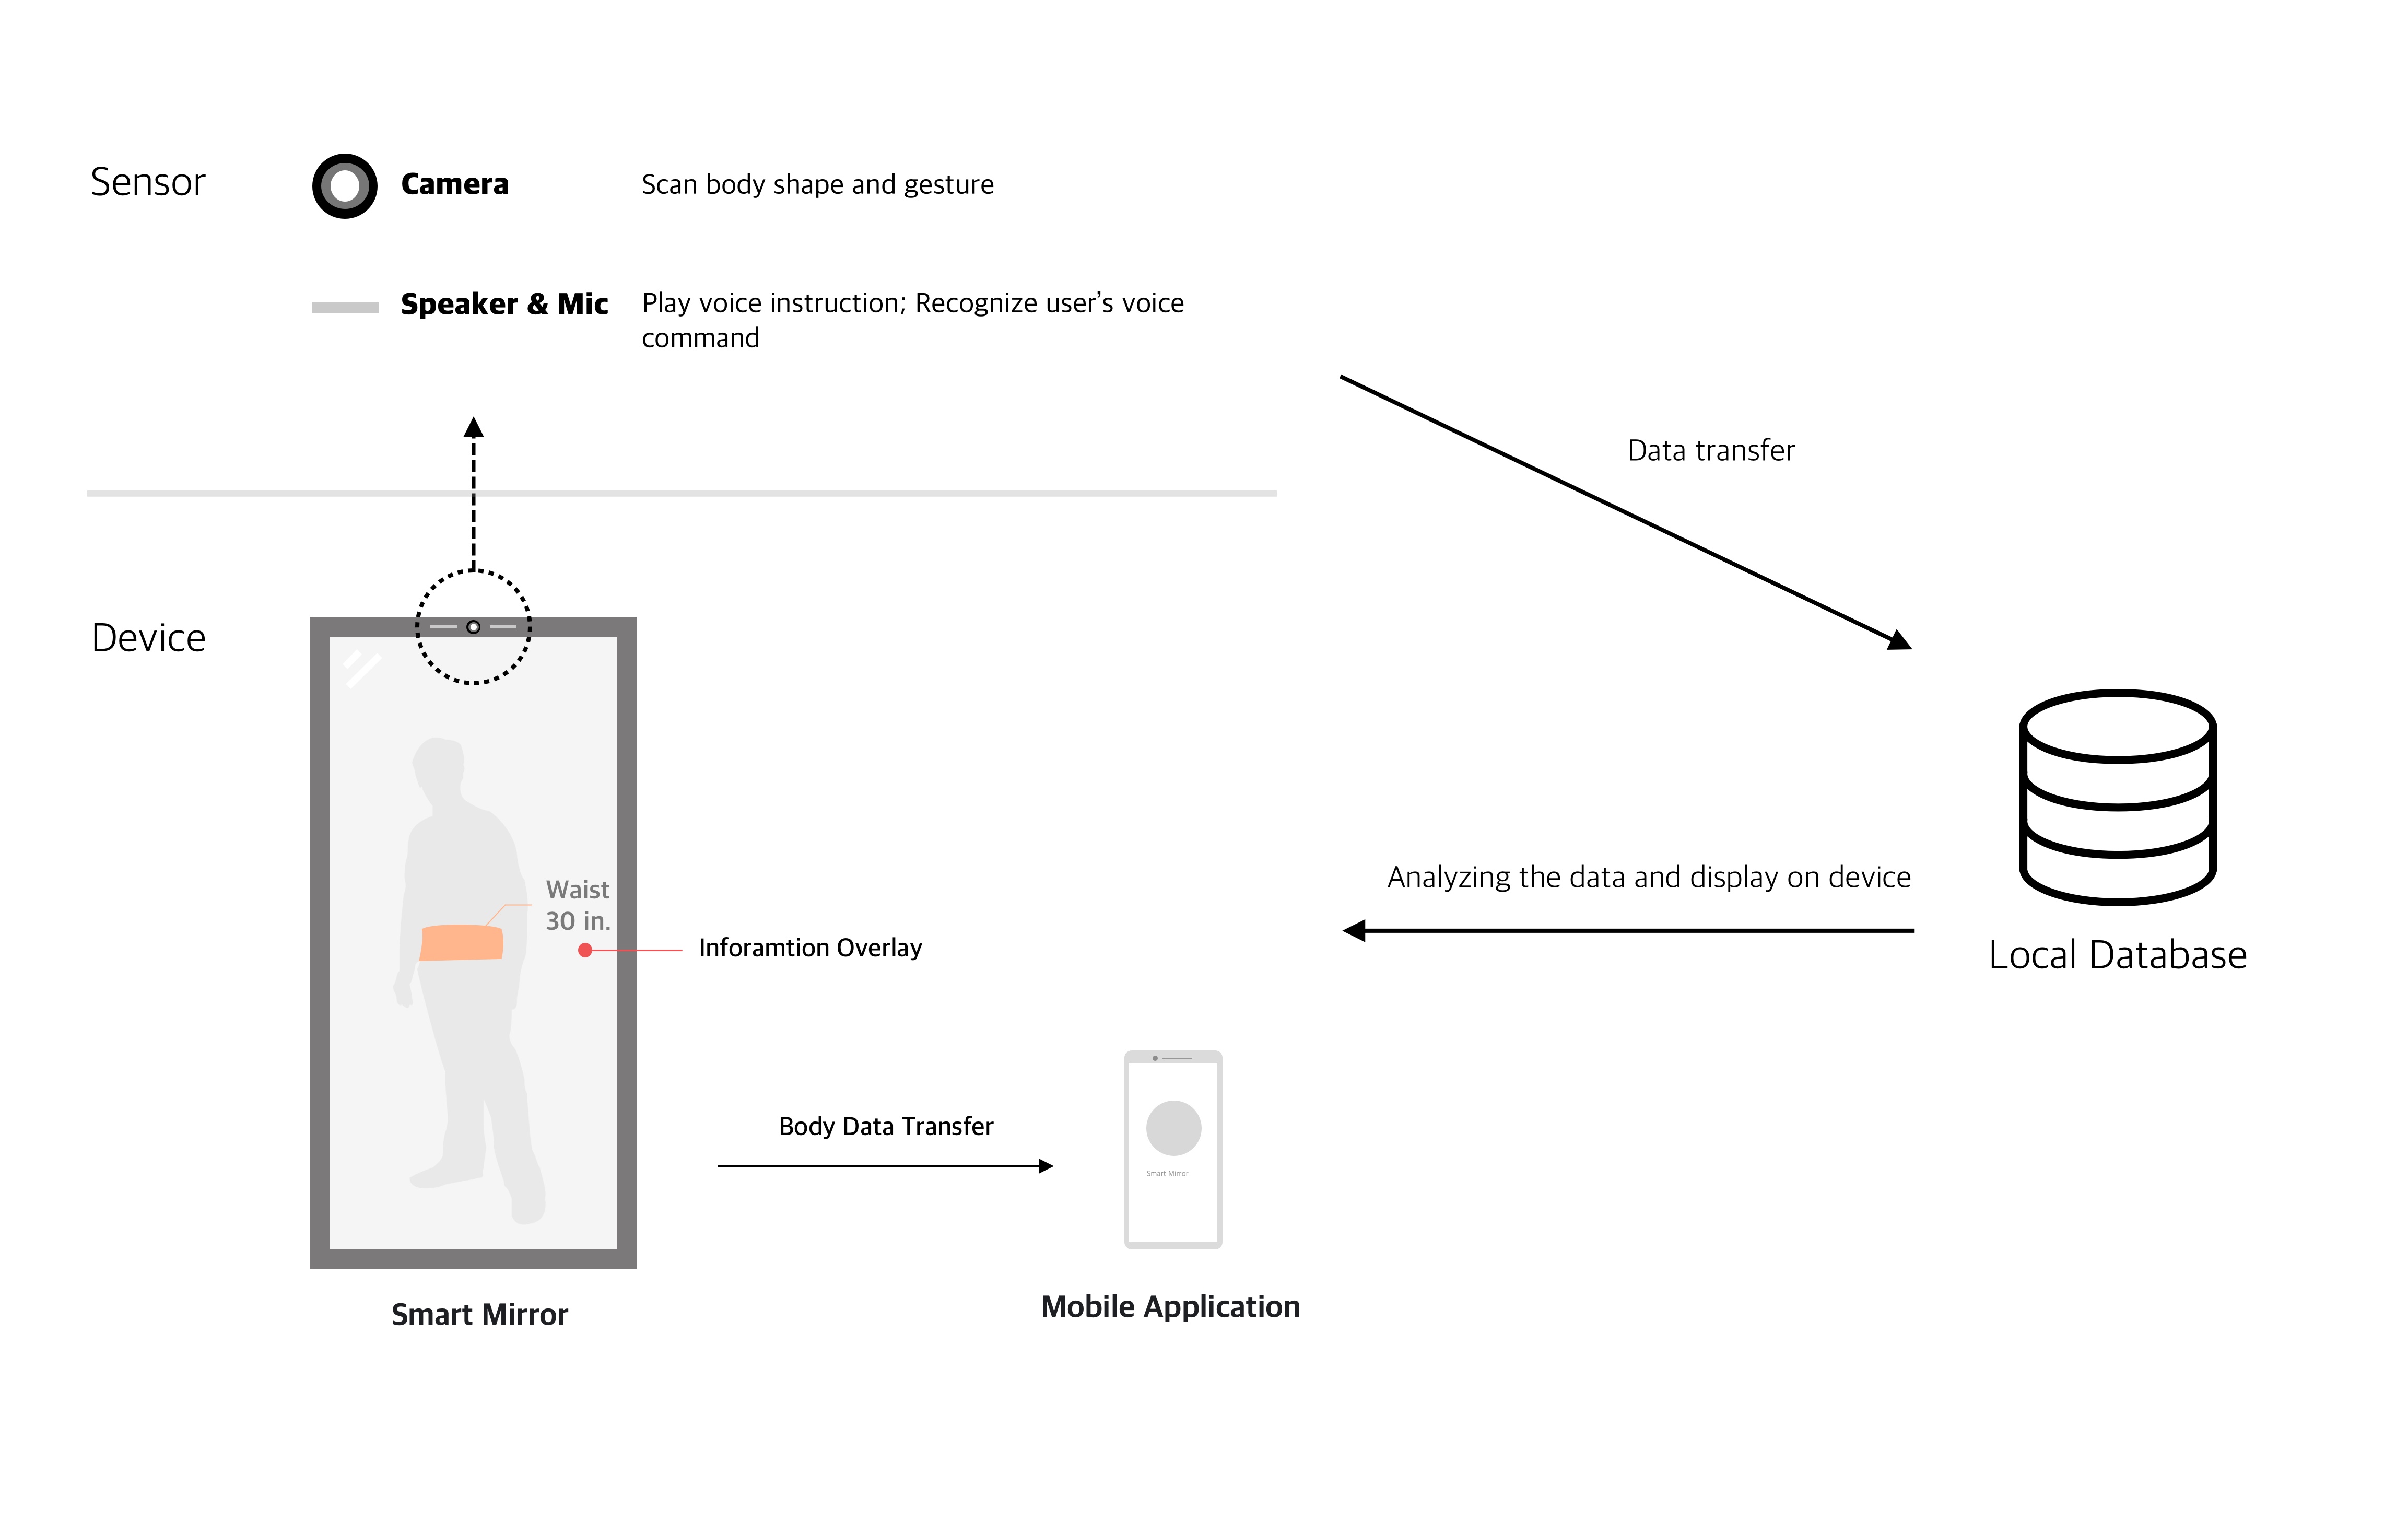 Sensor
Camera
Scan body shape and gesture
Speaker & Mic
Play voice instruction; Recognize user’s voice
command
Data transfer
Device
Waist
30 in.
Inforamtion Overlay
Analyzing the data and display on device
Local Database
Body Data Transfer
Smart Mirror
Smart Mirror
Mobile Application